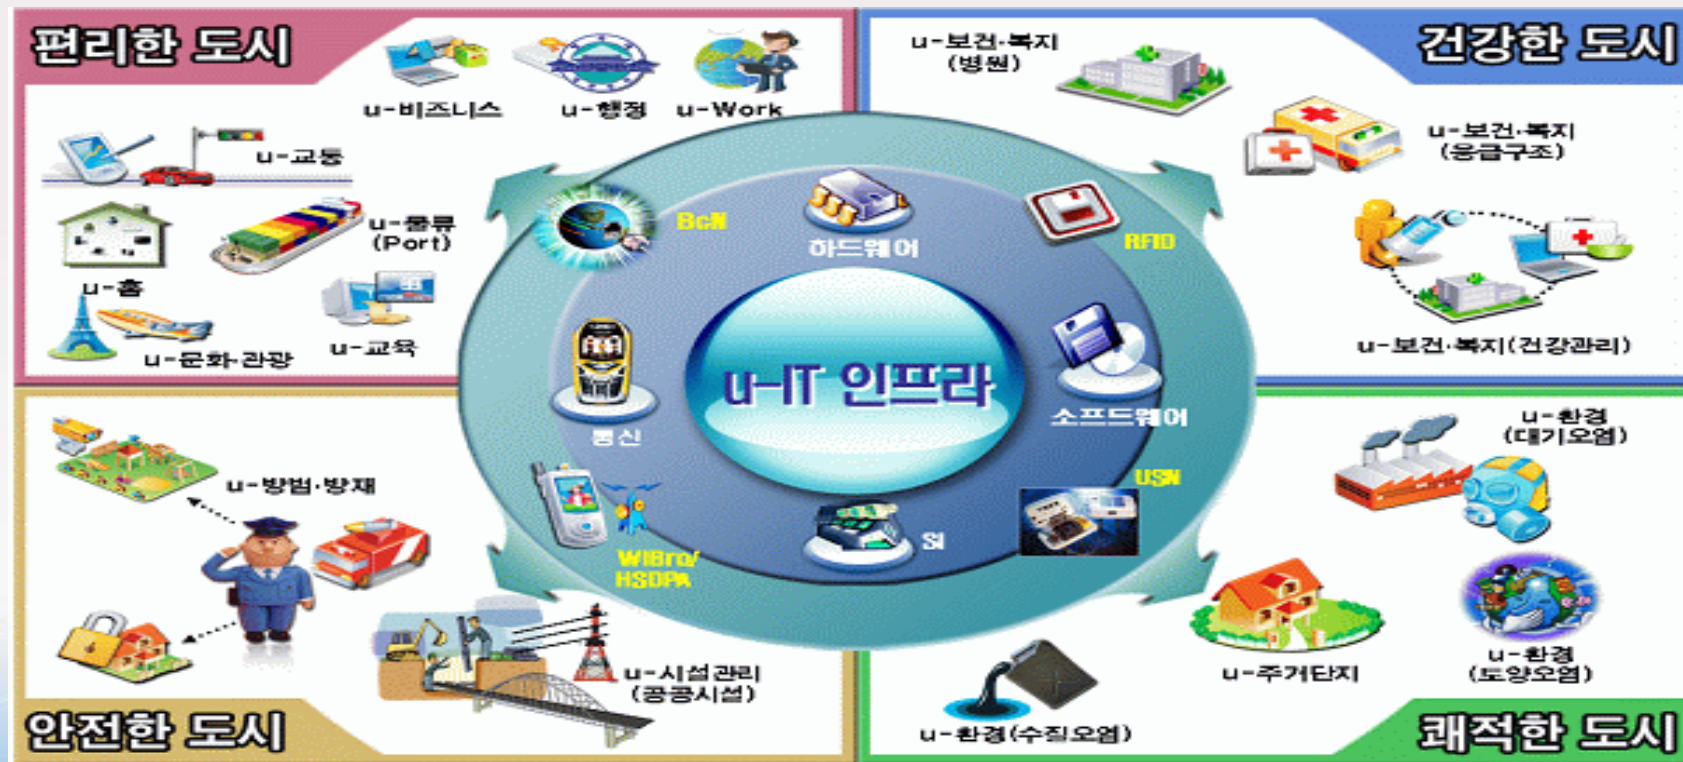 편리한 도시
u-비즈니스
u-행정
u-Work
u-교통
u-물류
(Port)
u-홈
u-문화·관광
u-교육
건강한 도시
u-보건·복지
(병원)
u-보건·복지
(응급구조)
u-보건·복지(건강관리)
BcN
하드웨어
RFID
통신
u-IT 인프라
소프트웨어
WiBro/
HSDPA
SI
USN
u-방범·방재
u-시설관리
(공공시설)
안전한 도시
u-환경
(대기오염)
u-주거단지
u-환경
(토양오염)
u-환경(수질오염)
쾌적한 도시